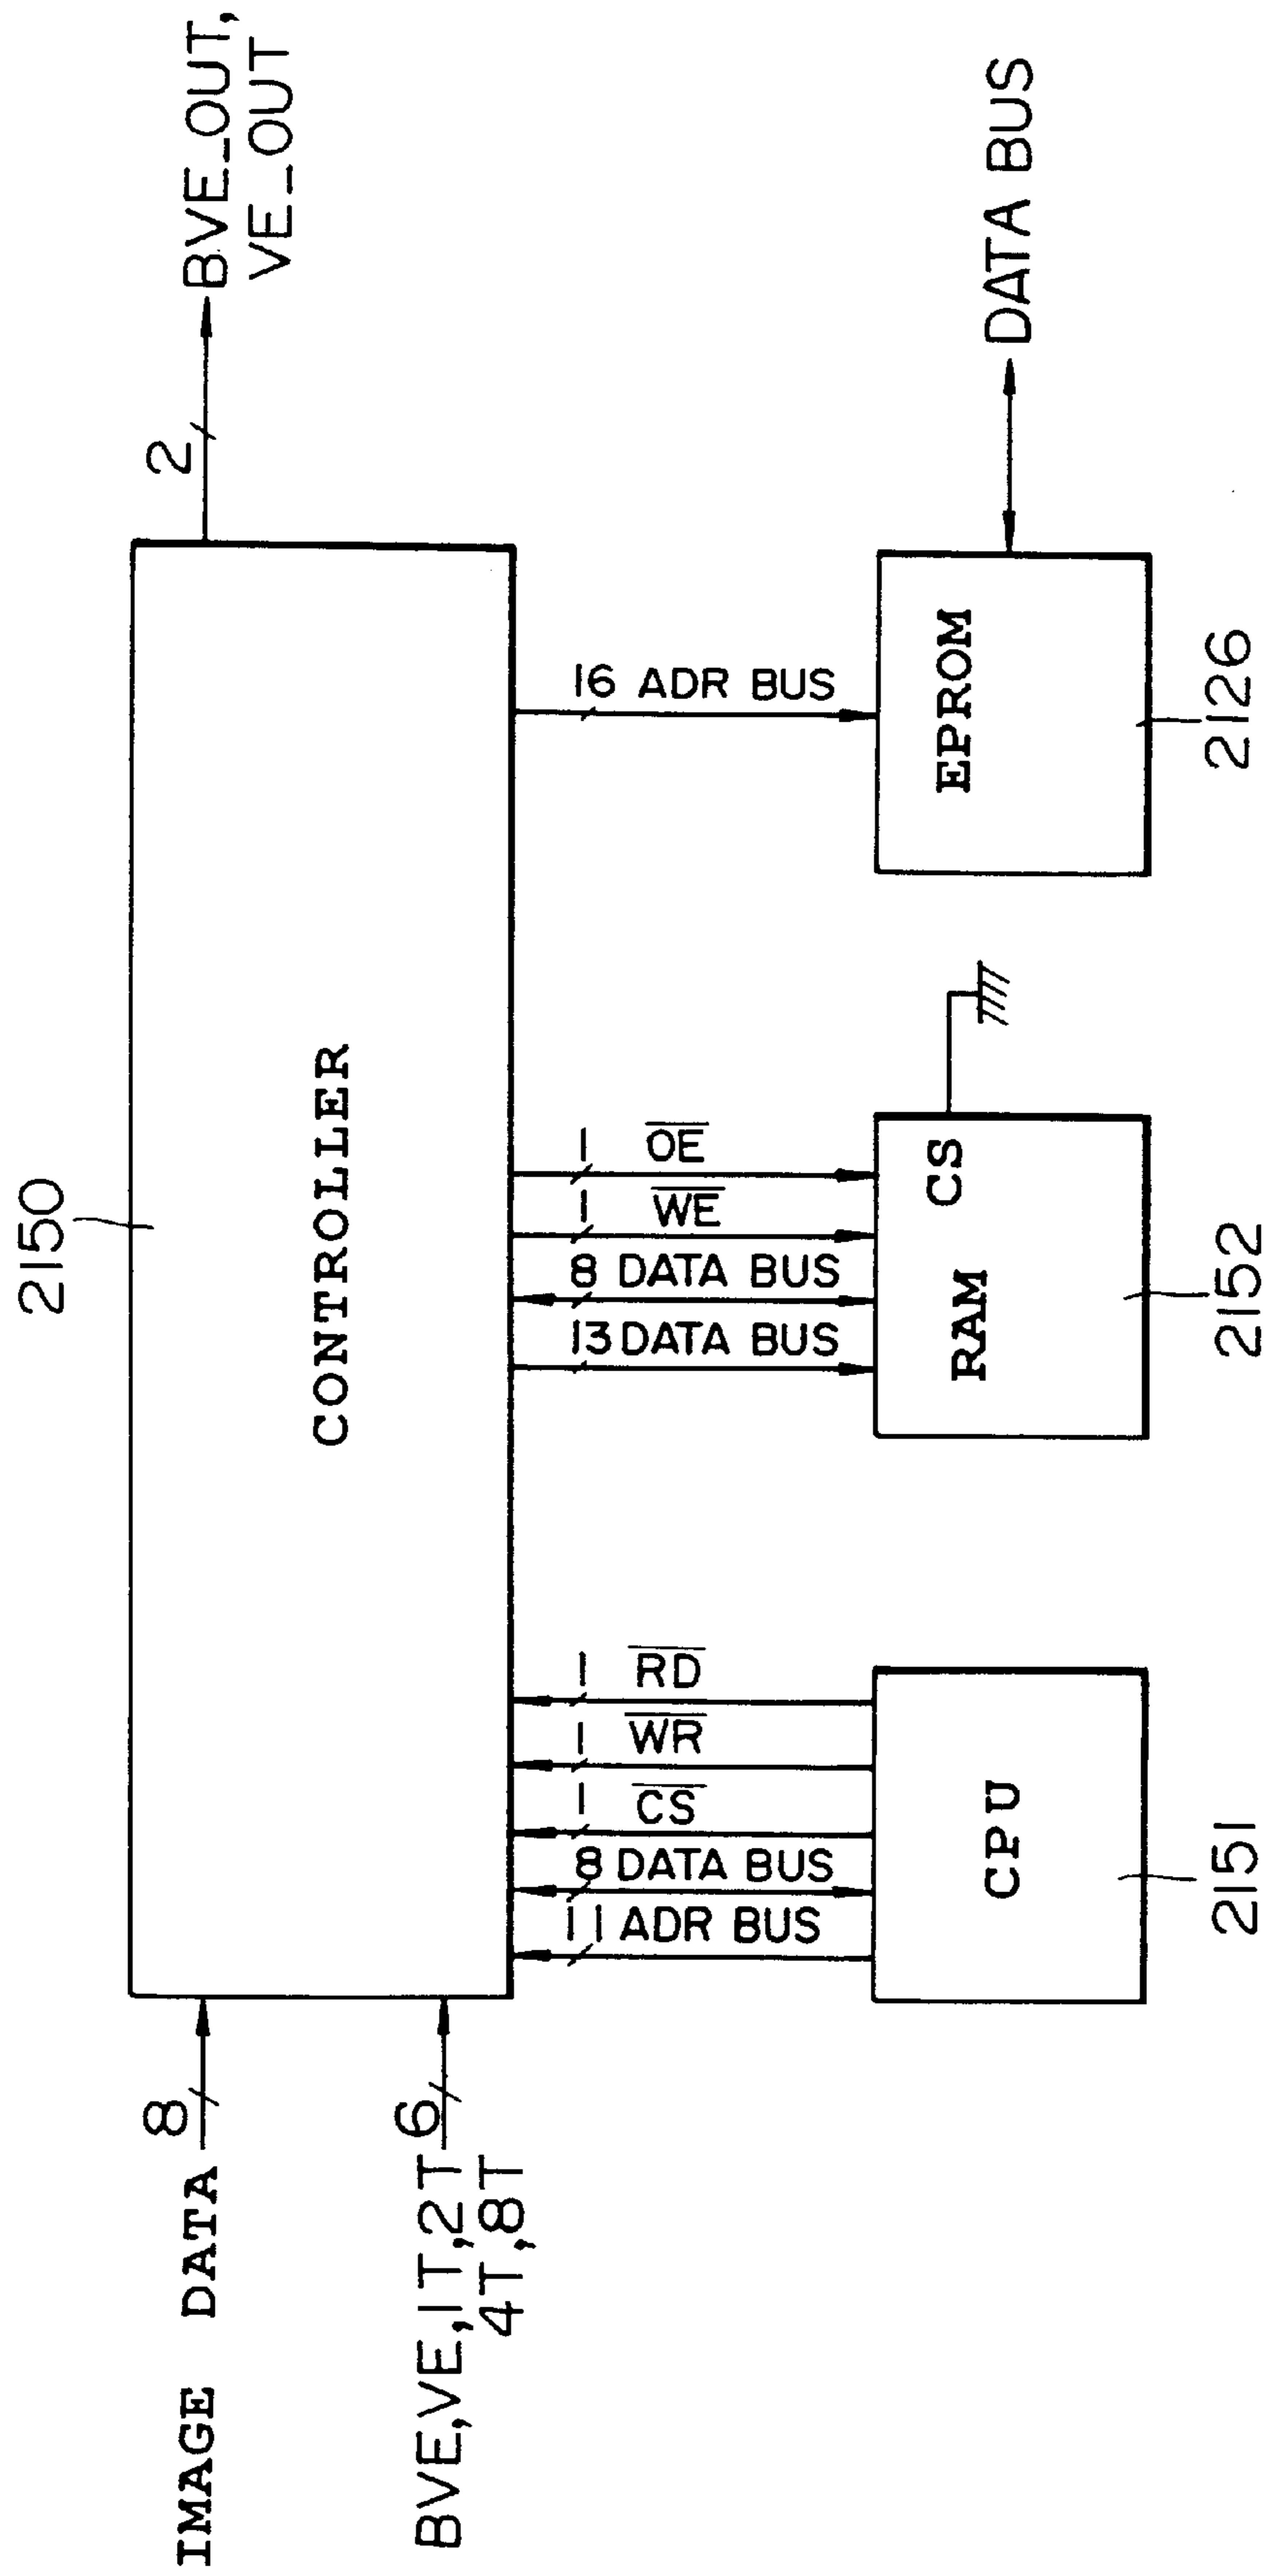 2150
IMAGE DATA
8
BVE,VE,1T,2T
4T,8T
6
CONTROLLER
2
BVE_OUT,
VE_OUT
11 ADR BUS
8 DATA BUS
1 CS
1 WR
1 RD
13 DATA BUS
8 DATA BUS
1 WE
1 OE
16 ADR BUS
CPU
2151
RAM
CS
2152
EPROM
2126
DATA BUS